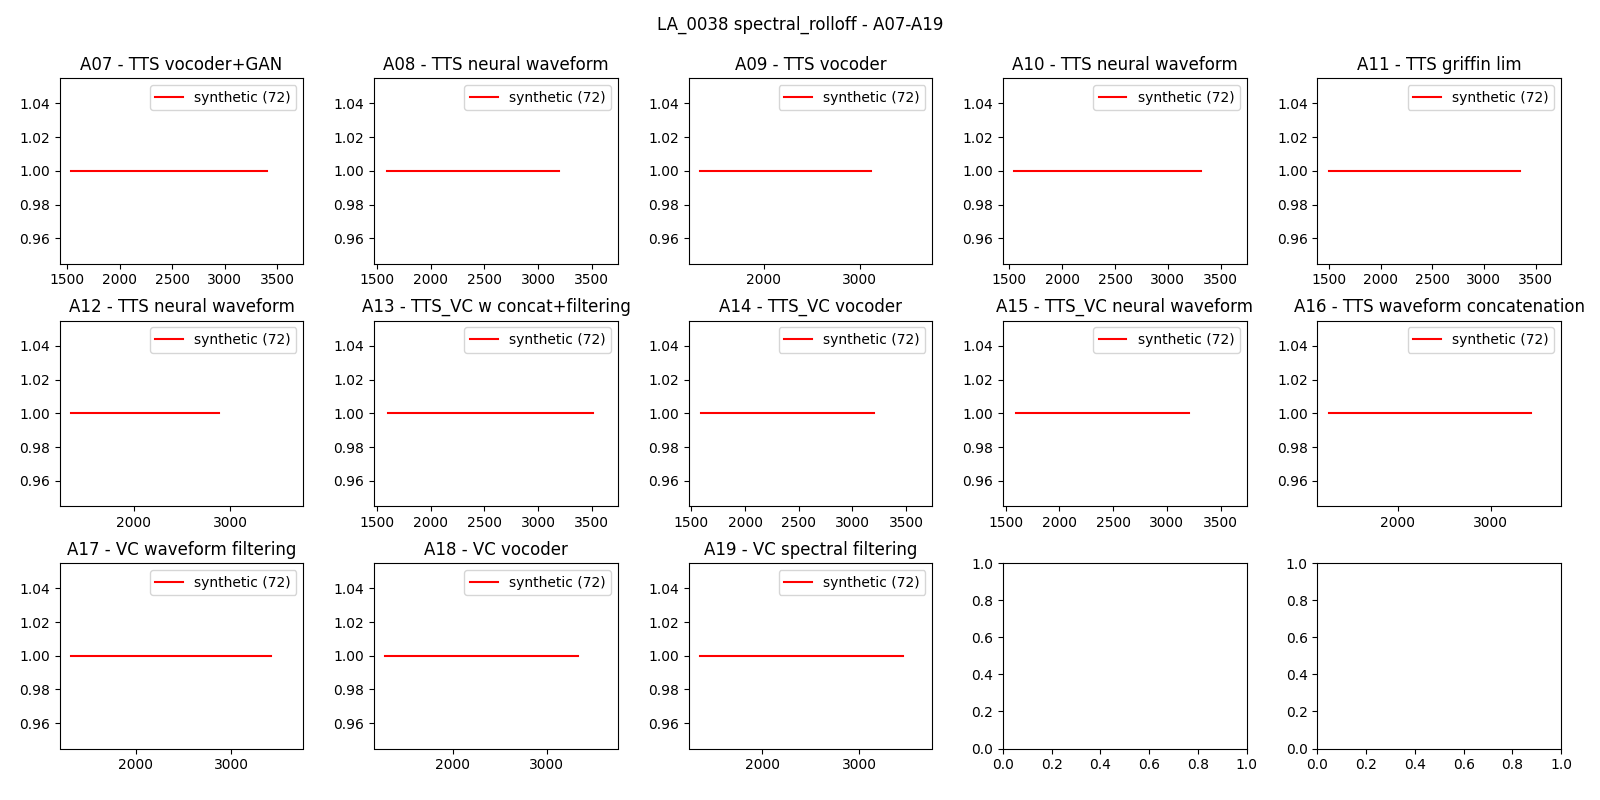 LA_0038 spectral_rolloff - A07-A19
A07 - TTS vocoder+GAN
synthetic (72)
1.04
1.02
1.00
0.98
0.96
1500 2000 2500 3000 3500
A08 - TTS neural waveform
synthetic (72)
1.04
1.02
1.00
0.98
0.96
1500 2000 2500 3000 3500
A09 - TTS vocoder
synthetic (72)
1.04
1.02
1.00
0.98
0.96
2000 3000
A10 - TTS neural waveform
synthetic (72)
1.04
1.02
1.00
0.98
0.96
1500 2000 2500 3000 3500
A11 - TTS griffin lim
synthetic (72)
1.04
1.02
1.00
0.98
0.96
1500 2000 2500 3000 3500
A12 - TTS neural waveform
synthetic (72)
1.04
1.02
1.00
0.98
0.96
2000 3000
A13 - TTS_VC w concat+filtering
synthetic (72)
1.04
1.02
1.00
0.98
0.96
1500 2000 2500 3000 3500
A14 - TTS_VC vocoder
synthetic (72)
1.04
1.02
1.00
0.98
0.96
1500 2000 2500 3000 3500
A15 - TTS_VC neural waveform
synthetic (72)
1.04
1.02
1.00
0.98
0.96
1500 2000 2500 3000 3500
A16 - TTS waveform concatenation
synthetic (72)
1.04
1.02
1.00
0.98
0.96
2000 3000
A17 - VC waveform filtering
synthetic (72)
1.04
1.02
1.00
0.98
0.96
2000 3000
A18 - VC vocoder
synthetic (72)
1.04
1.02
1.00
0.98
0.96
2000 3000
A19 - VC spectral filtering
synthetic (72)
1.04
1.02
1.00
0.98
0.96
2000 3000
1.0
0.8
0.6
0.4
0.2
0.0
0.0 0.2 0.4 0.6 0.8 1.0
1.0
0.8
0.6
0.4
0.2
0.0
0.0 0.2 0.4 0.6 0.8 1.0